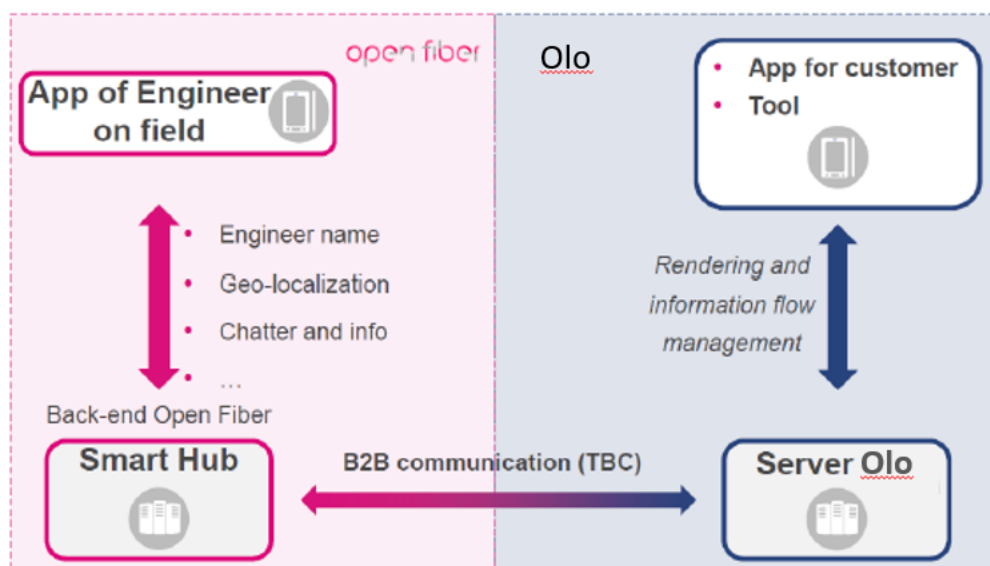 open fiber
App of Engineer
on field
• Engineer name
• Geo-localization
• Chatter and info
• ...
Back-end Open Fiber
Smart Hub
B2B communication (TBC)
Olo
• App for customer
• Tool
Rendering and
information flow
management
Server Olo